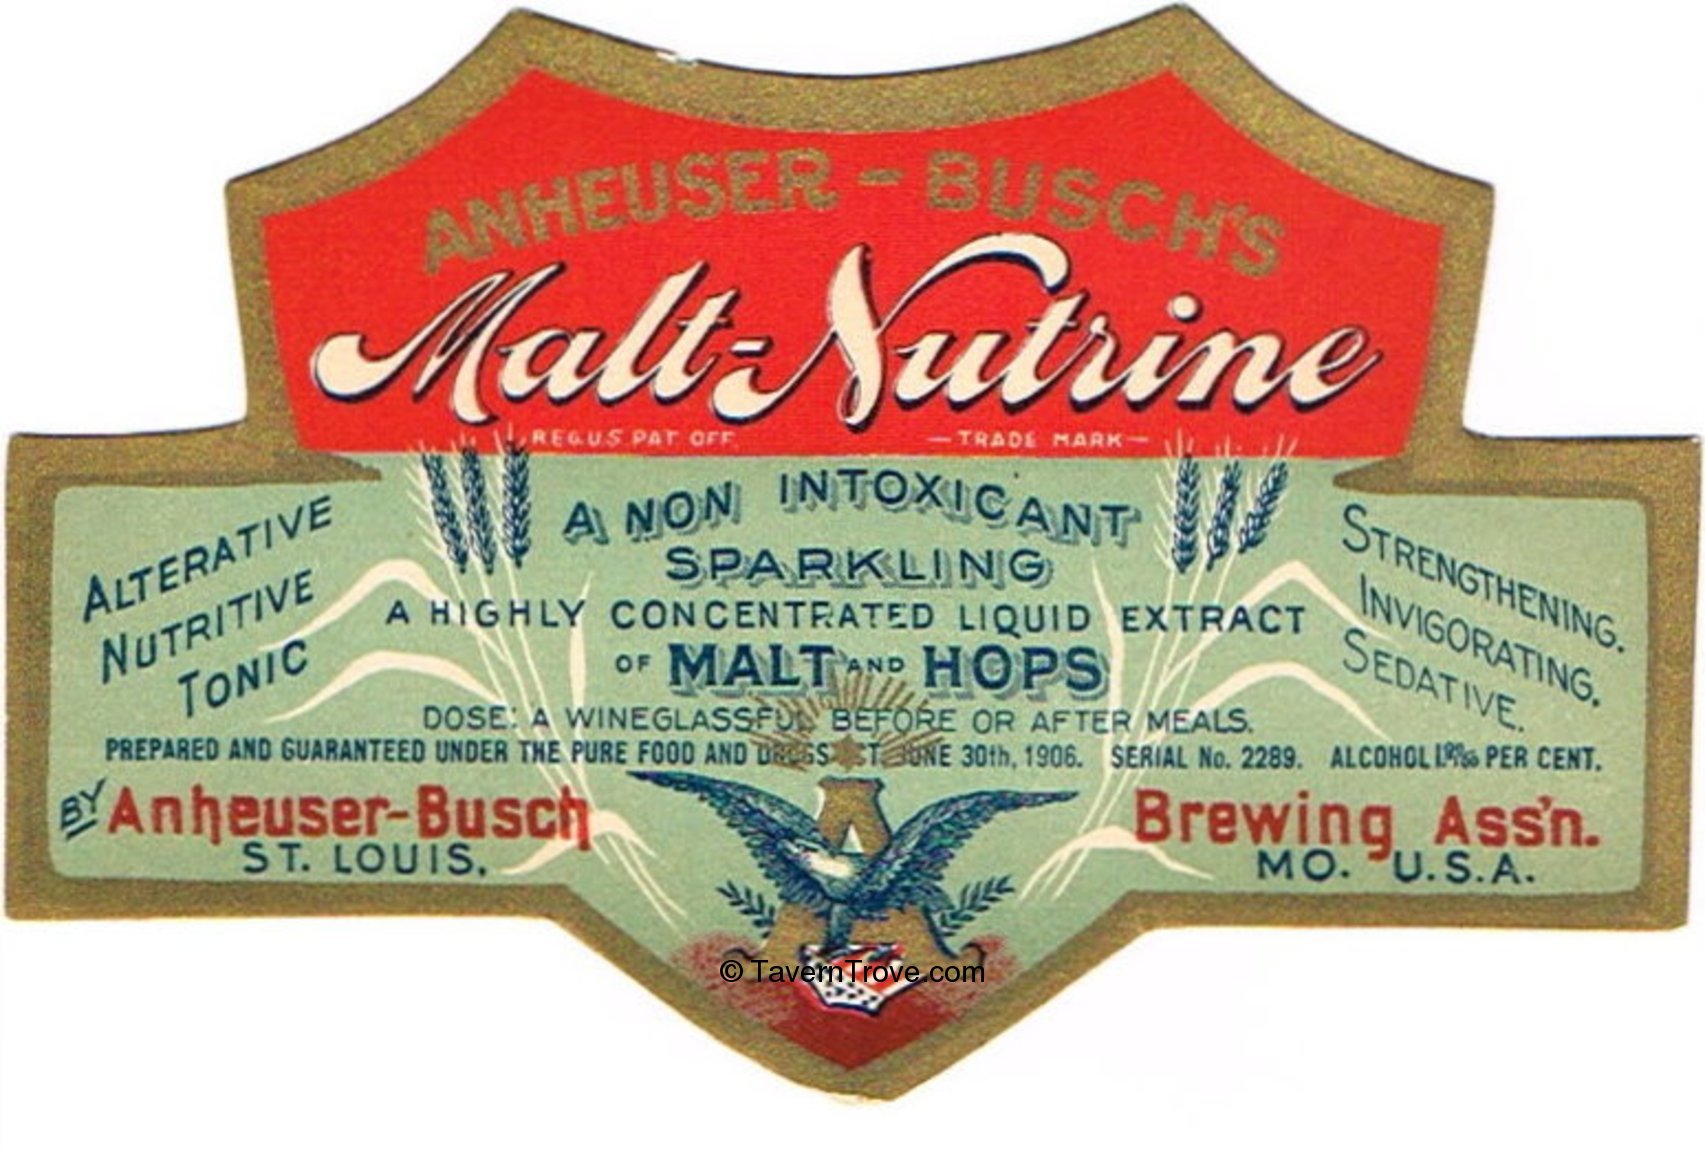 ANHEUSER-BUSCH'S
Malt-Nutrine
REG. U.S. PAT. OFF. — TRADE MARK —
ALTERATIVE
NUTRITIVE
TONIC
A NON INTOXICANT
SPARKLING
A HIGHLY CONCENTRATED LIQUID EXTRACT
OF MALT AND HOPS
STRENGTHENING.
INVIGORATING.
SEDATIVE.
DOSE: A WINEGLASSFUL BEFORE OR AFTER MEALS.
PREPARED AND GUARANTEED UNDER THE PURE FOOD AND DRUGS ACT. JUNE 30th, 1906. SERIAL No. 2289. ALCOHOL PER CENT.
BY Anheuser-Busch Brewing Ass'n.
ST. LOUIS. MO. U.S.A.
A
© TavernTrove.com